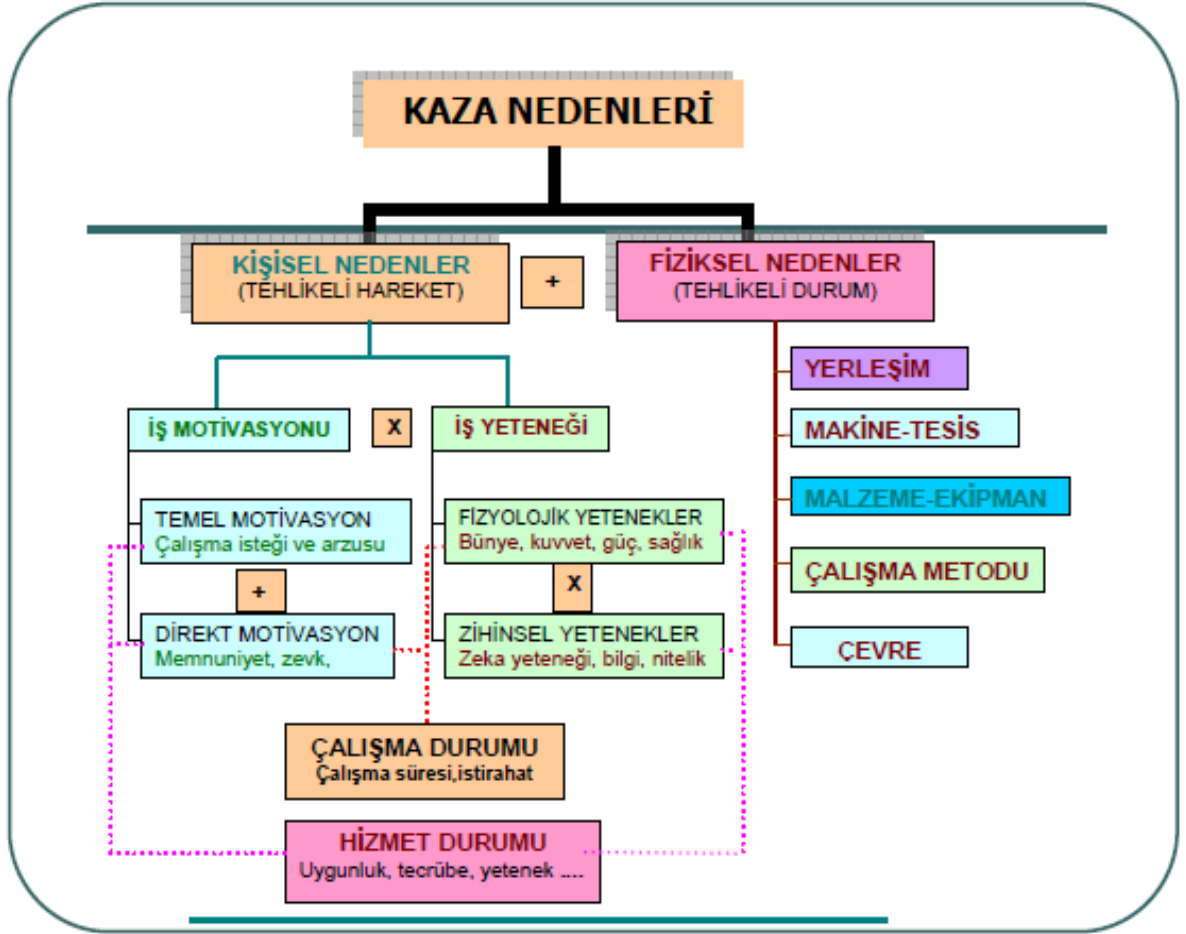 KAZA NEDENLERİ
KİŞİSEL NEDENLER
(TEHLİKELİ HAREKET)
+
FİZİKSEL NEDENLER
(TEHLİKELİ DURUM)
İŞ MOTİVASYONU
X
İŞ YETENEĞİ
TEMEL MOTİVASYON
Çalışma isteği ve arzusu
+
DİREKT MOTİVASYON
Memnuniyet, zevk,
FİZYOLOJİK YETENEKLER
Bünye, kuvvet, güç, sağlık
X
ZİHİNSEL YETENEKLER
Zeka yeteneği, bilgi, nitelik
ÇALIŞMA DURUMU
Çalışma süresi,istirahat
HİZMET DURUMU
Uygunluk, tecrübe, yetenek ....
YERLEŞİM
MAKİNE-TESİS
MALZEME-EKİPMAN
ÇALIŞMA METODU
ÇEVRE